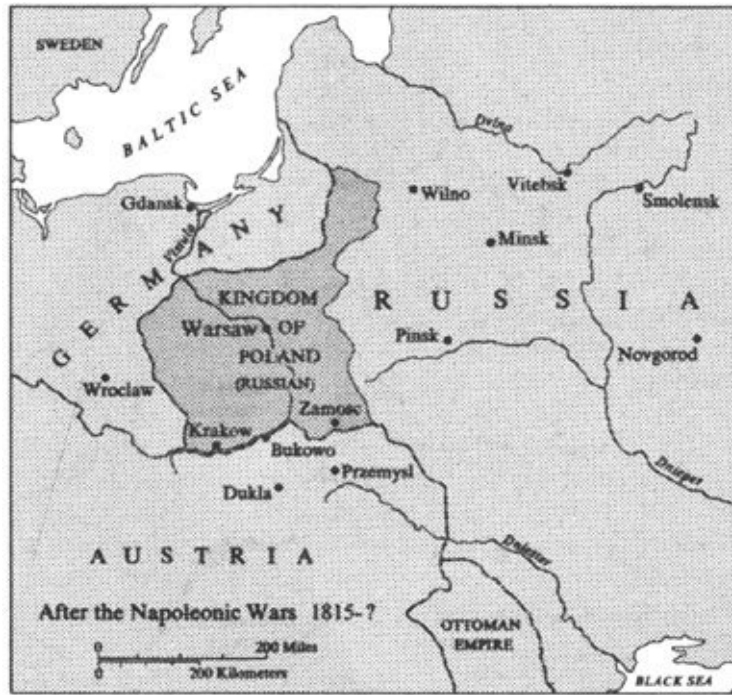 SWEDEN
BALTIC SEA
Dvina
Gdansk
Wilno
Vitebsk
Smolensk
Vistula
GERMANY
Minsk
KINGDOM
RUSSIA
Warsaw OF
POLAND
(RUSSIAN)
Pinsk
Novgorod
Wroclaw
Zamosc
Krakow
Bukowo
Przemysl
Dnieper
Dukla
AUSTRIA
Dniester
After the Napoleonic Wars 1815-?
OTTOMAN
EMPIRE
0 200 Miles
0 200 Kilometers
BLACK SEA